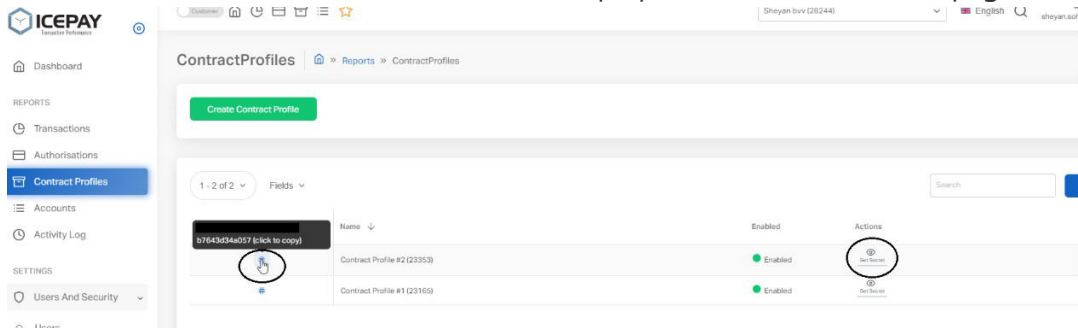 Customer
Sheyan bvv (28244)
English
ICEPAY
Transaction Performance
ContractProfiles
» Reports » ContractProfiles
Dashboard
REPORTS
Create Contract Profile
Transactions
Authorisations
Contract Profiles
1 - 2 of 2
Fields
Search
Accounts
Name
Enabled
Actions
Activity Log
b7643d34a057 (click to copy)
#
Contract Profile #2 (23353)
Enabled
Get Secret
SETTINGS
#
Contract Profile #1 (23165)
Enabled
Get Secret
Users And Security